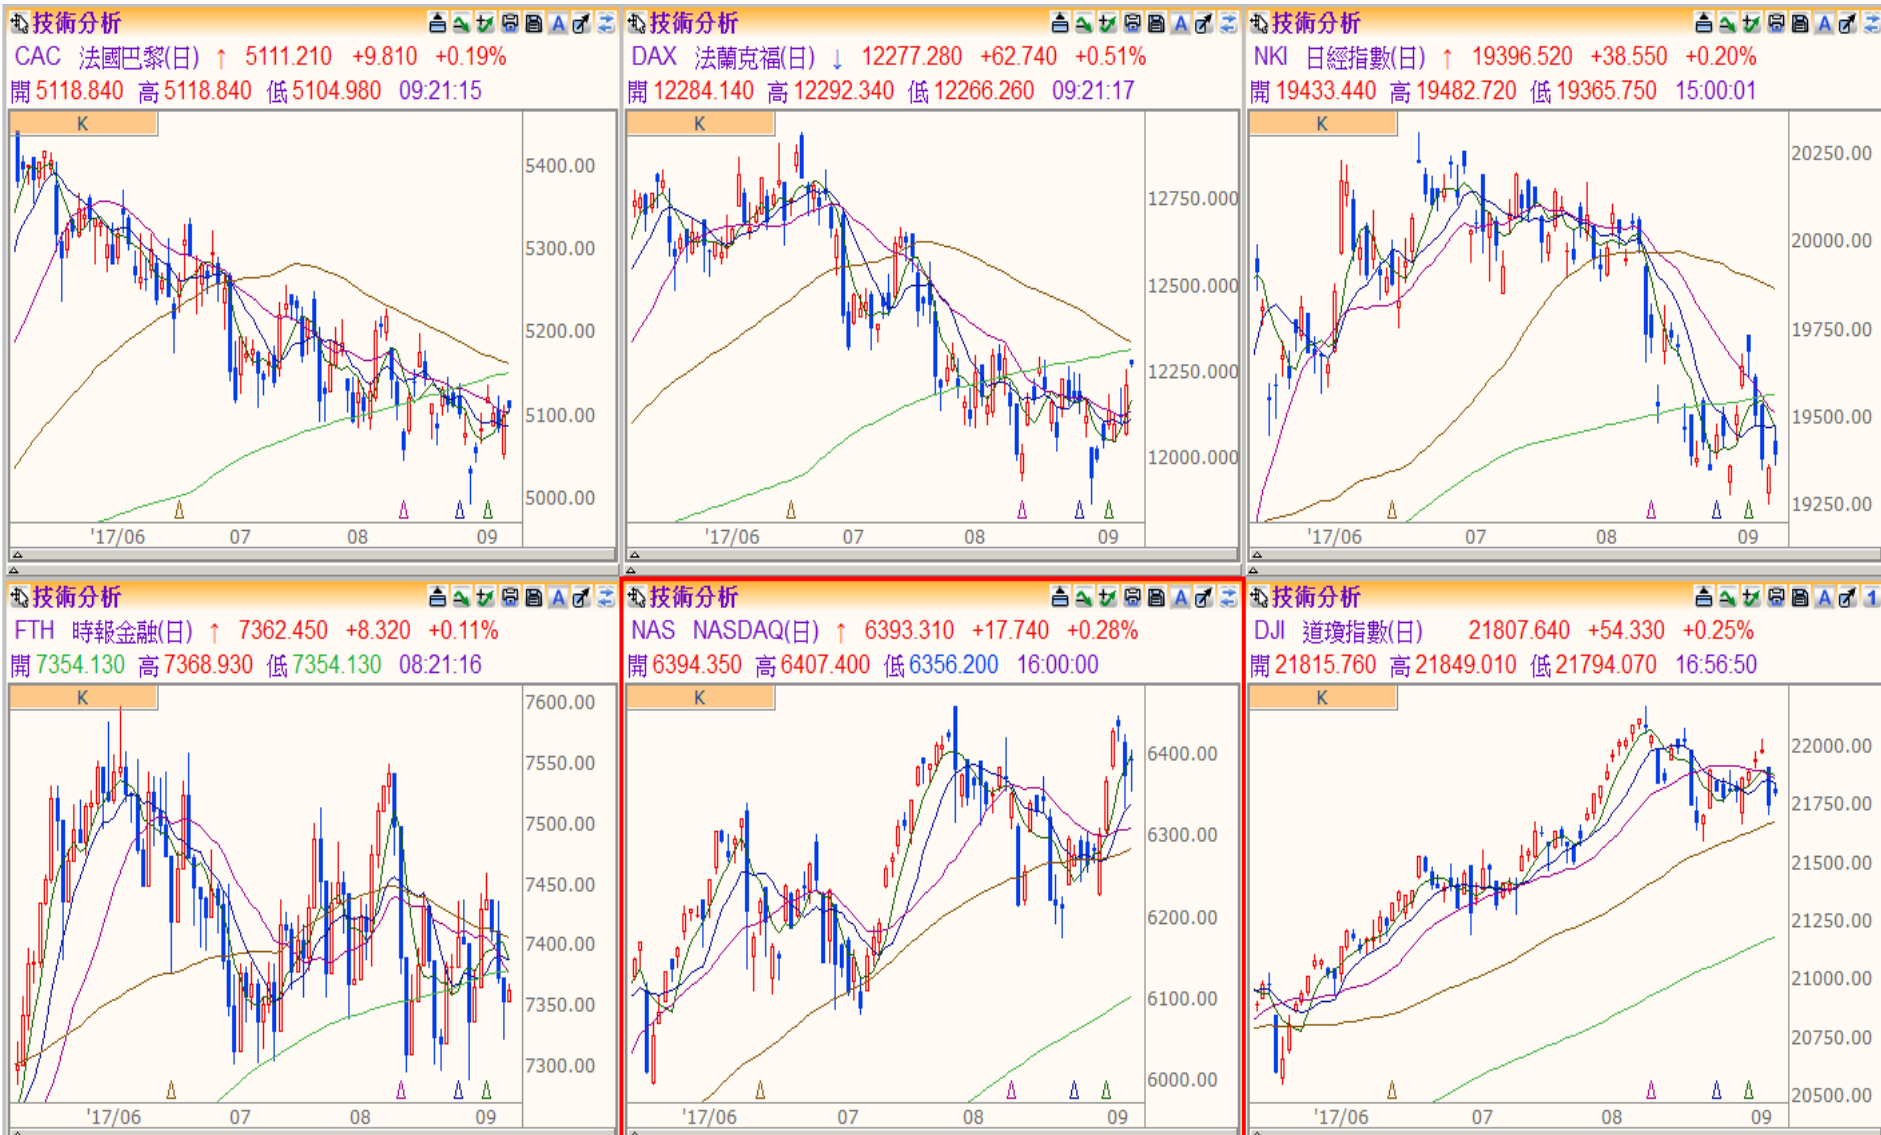 技術分析
CAC 法國巴黎(日) ↑ 5111.210 +9.810 +0.19%
開 5118.840 高 5118.840 低 5104.980 09:21:15
K
5400.00
5300.00
5200.00
5100.00
5000.00
'17/06 07 08 09
技術分析
DAX 法蘭克福(日) ↓ 12277.280 +62.740 +0.51%
開 12284.140 高 12292.340 低 12266.260 09:21:17
K
12750.000
12500.000
12250.000
12000.000
'17/06 07 08 09
技術分析
NKI 日經指數(日) ↑ 19396.520 +38.550 +0.20%
開 19433.440 高 19482.720 低 19365.750 15:00:01
K
20250.00
20000.00
19750.00
19500.00
19250.00
'17/06 07 08 09
技術分析
FTH 時報金融(日) ↑ 7362.450 +8.320 +0.11%
開 7354.130 高 7368.930 低 7354.130 08:21:16
K
7600.00
7550.00
7500.00
7450.00
7400.00
7350.00
7300.00
'17/06 07 08 09
技術分析
NAS NASDAQ(日) ↑ 6393.310 +17.740 +0.28%
開 6394.350 高 6407.400 低 6356.200 16:00:00
K
6400.00
6300.00
6200.00
6100.00
6000.00
'17/06 07 08 09
技術分析
DJI 道瓊指數(日) 21807.640 +54.330 +0.25%
開 21815.760 高 21849.010 低 21794.070 16:56:50
K
22000.00
21750.00
21500.00
21250.00
21000.00
20750.00
20500.00
'17/06 07 08 09